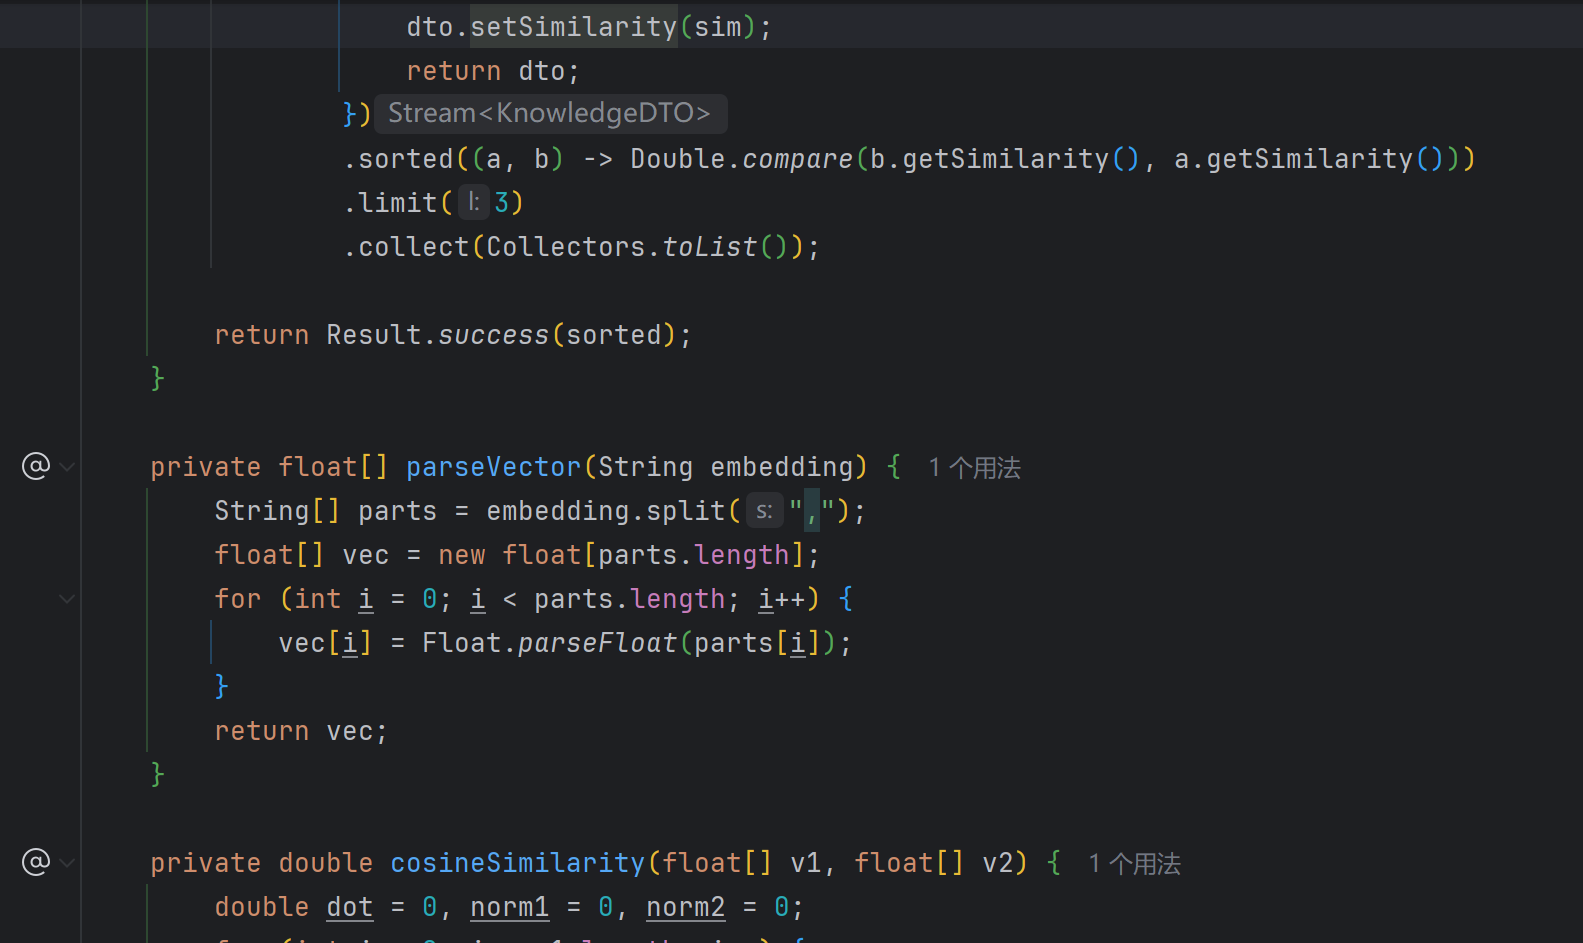 dto.setSimilarity(sim);
return dto;
}) Stream<KnowledgeDTO>
.sorted((a, b) -> Double.compare(b.getSimilarity(), a.getSimilarity()))
.limit( l: 3)
.collect(Collectors.toList());
return Result.success(sorted);
}
@ private float[] parseVector(String embedding) { 1 个用法
String[] parts = embedding.split( s: ",");
float[] vec = new float[parts.length];
for (int i = 0; i < parts.length; i++) {
vec[i] = Float.parseFloat(parts[i]);
}
return vec;
}
@ private double cosineSimilarity(float[] v1, float[] v2) { 1 个用法
double dot = 0, norm1 = 0, norm2 = 0;